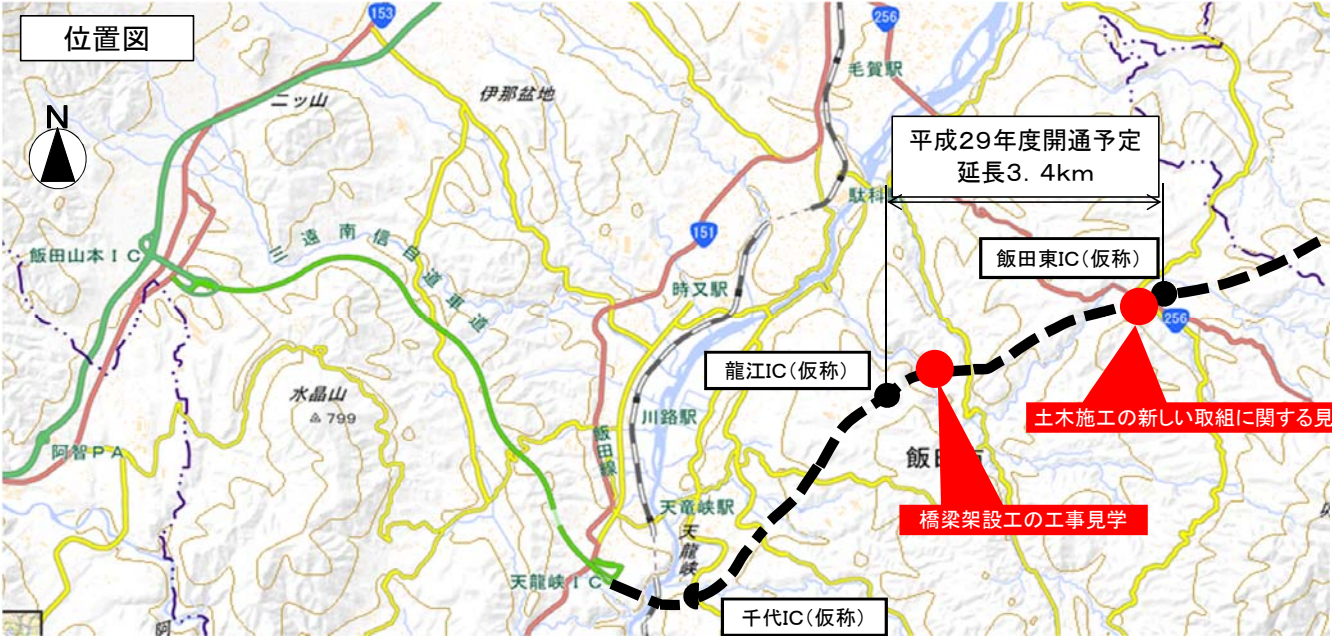 位置図
N
153
256
毛賀駅
二ッ山
伊那盆地
平成29年度開通予定
延長3. 4km
駄科
151
飯田山本IC
三遠南信自動車道
飯田東IC(仮称)
時又駅
256
龍江IC(仮称)
水晶山
799
川路駅
土木施工の新しい取組に関する見
阿智PA
飯田線
飯田市
天竜峡駅
橋梁架設工の工事見学
天龍峡
天龍峡IC
千代IC(仮称)
阿